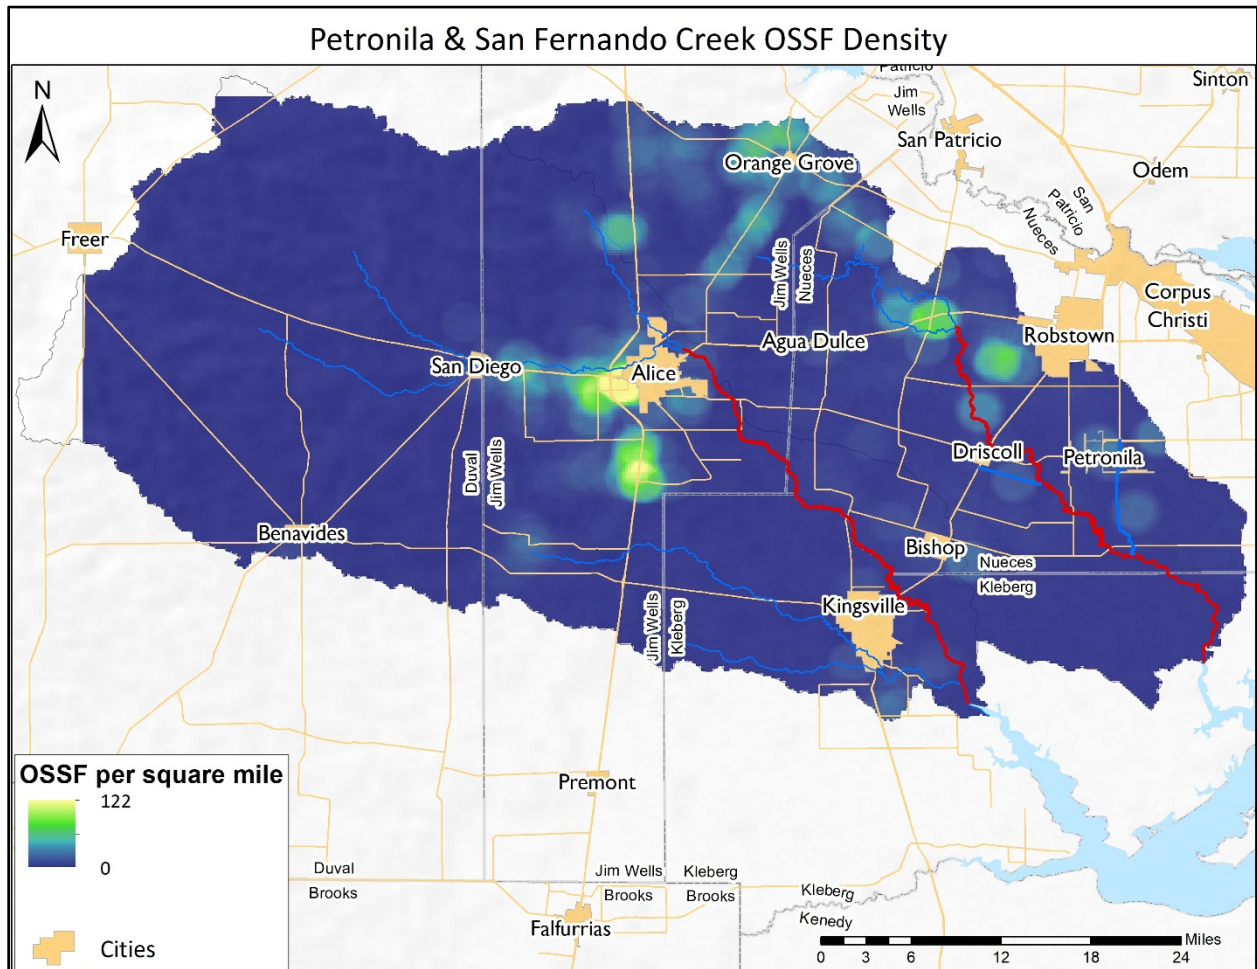 Petronila & San Fernando Creek OSSF Density
N
Patricio
Jim
Wells
Sinton
San Patricio
Orange Grove
Odem
San
Patricio
Nueces
Freer
Jim Wells
Nueces
Corpus
Christi
Robstown
Agua Dulce
San Diego
Alice
Duval
Jim Wells
Driscoll
Petronila
Benavides
Bishop
Nueces
Kleberg
Kingsville
Jim Wells
Kleberg
OSSF per square mile
122
0
Premont
Duval
Brooks
Jim Wells
Kleberg
Brooks
Brooks
Kleberg
Kenedy
Falfurrias
Cities
Miles
0 3 6 12 18 24